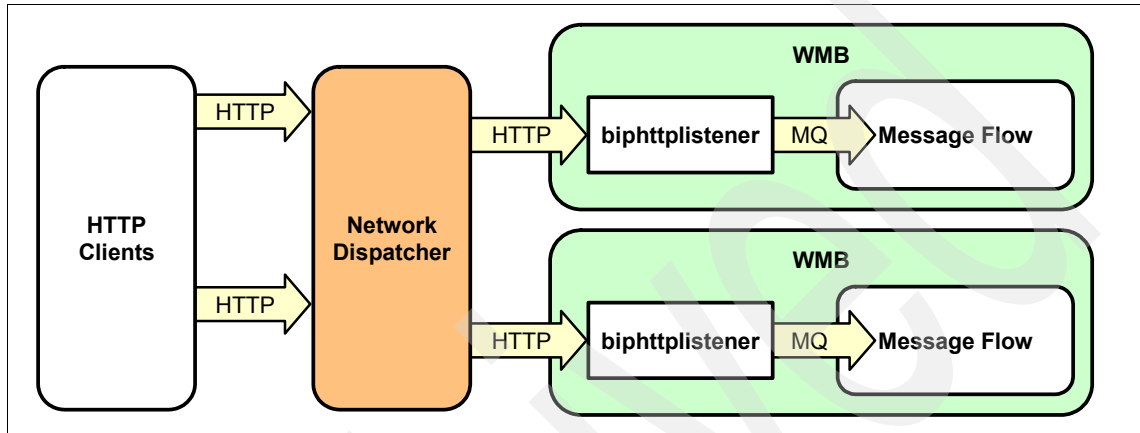 HTTP
Clients
HTTP
HTTP
Network
Dispatcher
HTTP
HTTP
WMB
biphttplistener
MQ
Message Flow
WMB
biphttplistener
MQ
Message Flow